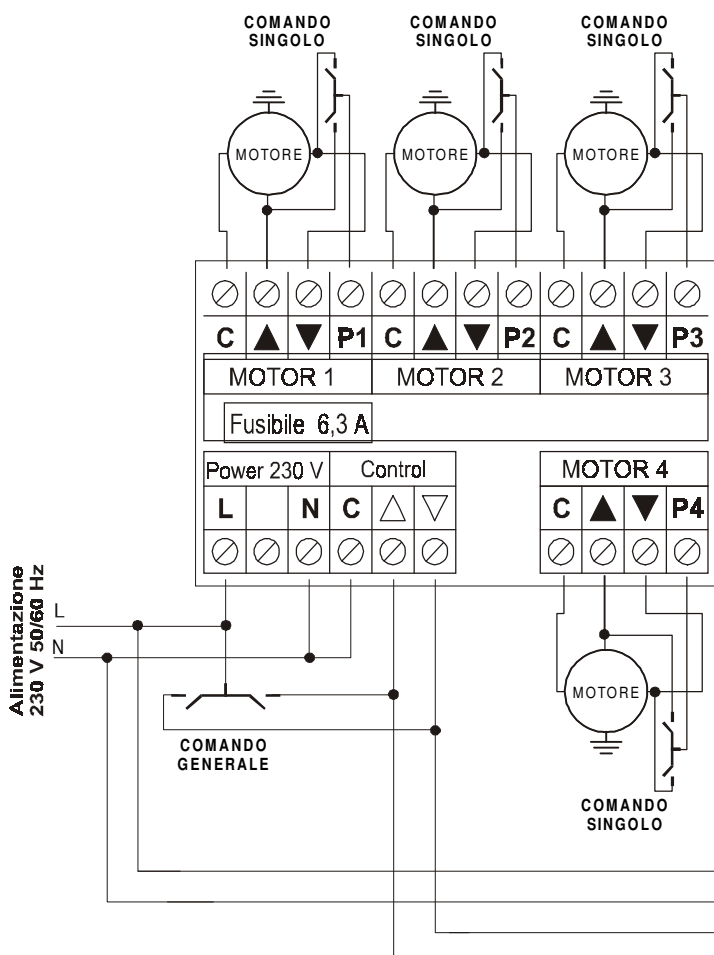 COMANDO
SINGOLO
COMANDO
SINGOLO
COMANDO
SINGOLO
MOTORE
MOTORE
MOTORE
C ▲ ▼ P1 C ▲ ▼ P2 C ▲ ▼ P3
MOTOR 1 MOTOR 2 MOTOR 3
Fusibile 6,3 A
Power 230 V Control MOTOR 4
L N C △ ▽ C ▲ ▼ P4
Alimentazione
230 V 50/60 Hz
L
N
MOTORE
COMANDO
GENERALE
COMANDO
SINGOLO